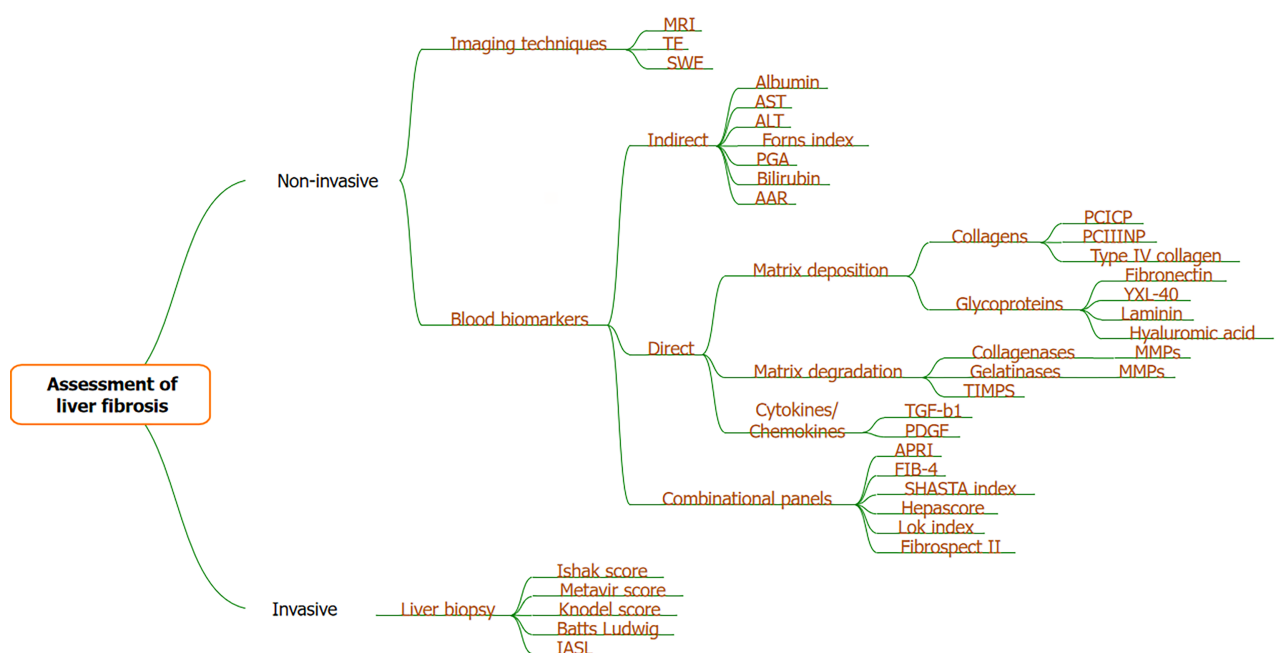 Assessment of
liver fibrosis
Non-invasive
Imaging techniques
MRI
TE
SWE
Blood biomarkers
Indirect
Albumin
AST
ALT
Forns index
PGA
Bilirubin
AAR
Direct
Matrix deposition
Collagens
PCICP
PCIIINP
Type IV collagen
Glycoproteins
Fibronectin
YXL-40
Laminin
Hyaluromic acid
Matrix degradation
Collagenases
MMPs
Gelatinases
MMPs
TIMPS
Cytokines/
Chemokines
TGF-b1
PDGF
Combinational panels
APRI
FIB-4
SHASTA index
Hepascore
Lok index
Fibrospect II
Invasive
Liver biopsy
Ishak score
Metavir score
Knodel score
Batts Ludwig
IASL